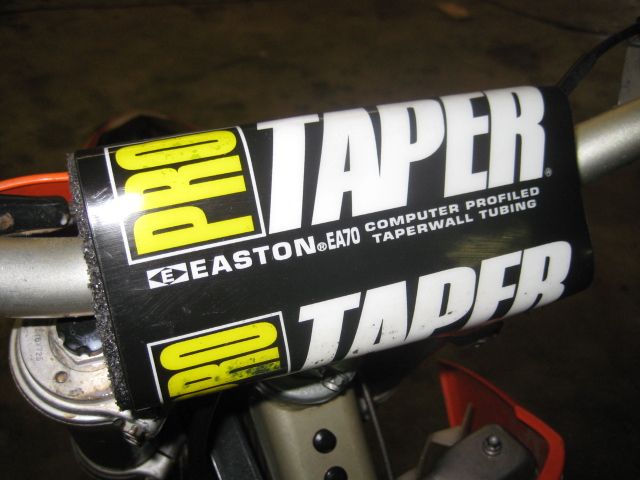 PRO TAPER®
E EASTON® EA70 COMPUTER PROFILED
TAPERWALL TUBING
PRO TAPER